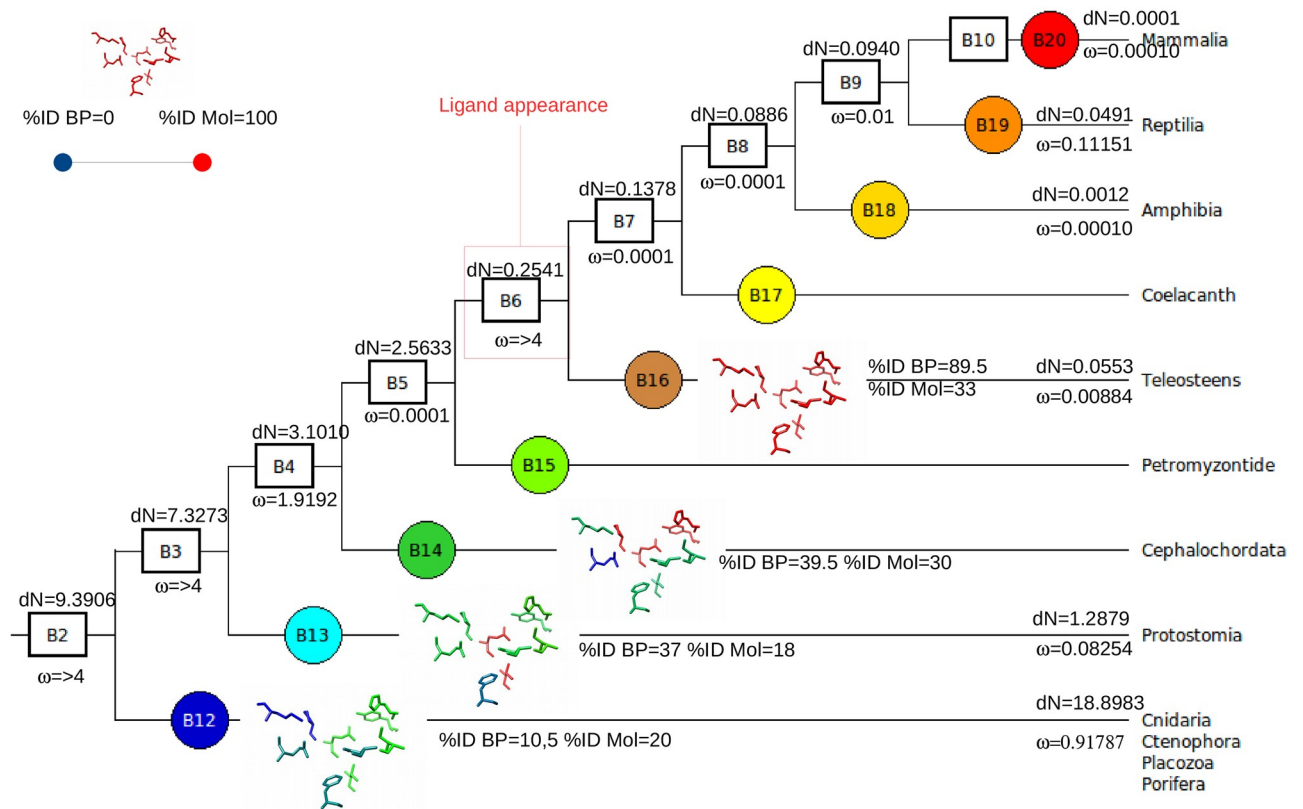 %ID BP=0 %ID Mol=100
Ligand appearance
B10
B20
dN=0.0001
ω=0.00010
Mammalia
dN=0.0940
B9
ω=0.01
B19
dN=0.0491
ω=0.11151
Reptilia
dN=0.0886
B8
ω=0.0001
B18
dN=0.0012
ω=0.00010
Amphibia
dN=0.1378
B7
ω=0.0001
B17
Coelacanth
dN=0.2541
B6
ω=>4
B16
%ID BP=89.5
%ID Mol=33
dN=0.0553
ω=0.00884
Teleosteens
dN=2.5633
B5
ω=0.0001
B15
Petromyzontide
dN=3.1010
B4
ω=1.9192
B14
%ID BP=39.5 %ID Mol=30
Cephalochordata
dN=7.3273
B3
ω=>4
B13
%ID BP=37 %ID Mol=18
dN=1.2879
ω=0.08254
Protostomia
dN=9.3906
B2
ω=>4
B12
%ID BP=10,5 %ID Mol=20
dN=18.8983
ω=0.91787
Cnidaria
Ctenophora
Placozoa
Porifera